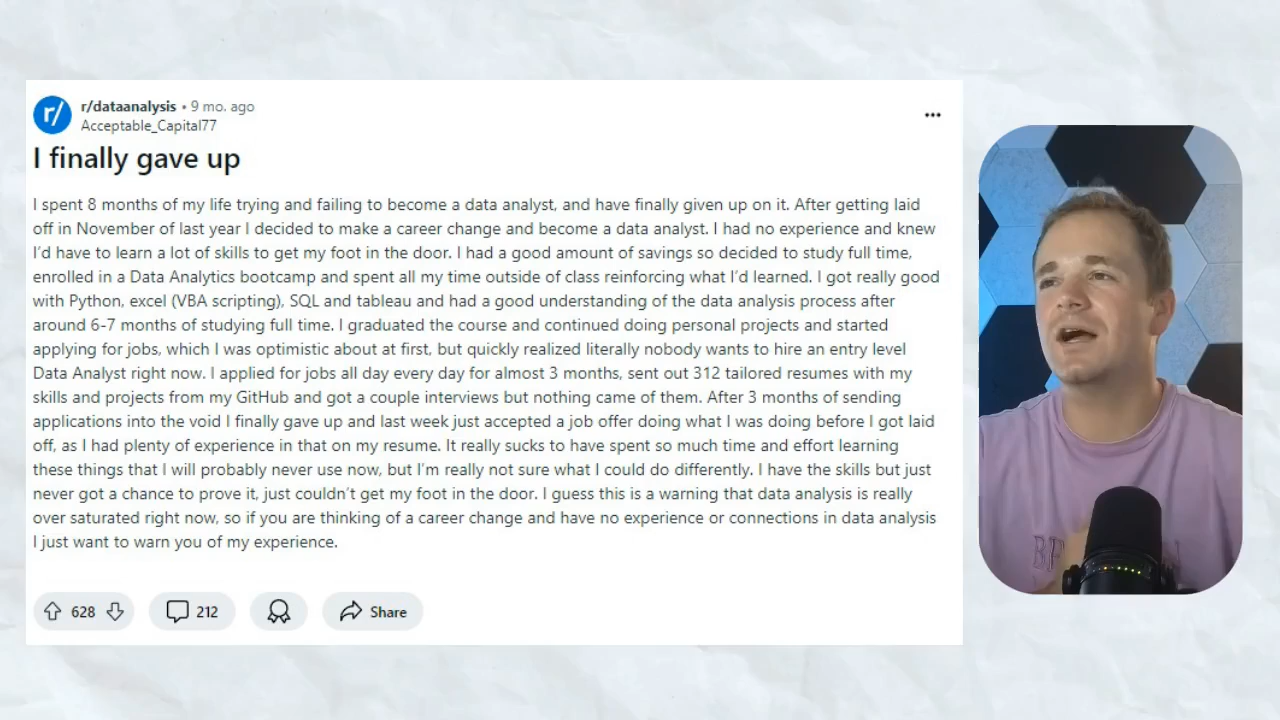 r/dataanalysis • 9 mo. ago
Acceptable_Capital77
I finally gave up
I spent 8 months of my life trying and failing to become a data analyst, and have finally given up on it. After getting laid
off in November of last year I decided to make a career change and become a data analyst. I had no experience and knew
I'd have to learn a lot of skills to get my foot in the door. I had a good amount of savings so decided to study full time,
enrolled in a Data Analytics bootcamp and spent all my time outside of class reinforcing what I'd learned. I got really good
with Python, excel (VBA scripting), SQL and tableau and had a good understanding of the data analysis process after
around 6-7 months of studying full time. I graduated the course and continued doing personal projects and started
applying for jobs, which I was optimistic about at first, but quickly realized literally nobody wants to hire an entry level
Data Analyst right now. I applied for jobs all day every day for almost 3 months, sent out 312 tailored resumes with my
skills and projects from my GitHub and got a couple interviews but nothing came of them. After 3 months of sending
applications into the void I finally gave up and last week just accepted a job offer doing what I was doing before I got laid
off, as I had plenty of experience in that on my resume. It really sucks to have spent so much time and effort learning
these things that I will probably never use now, but I'm really not sure what I could do differently. I have the skills but just
never got a chance to prove it, just couldn't get my foot in the door. I guess this is a warning that data analysis is really
over saturated right now, so if you are thinking of a career change and have no experience or connections in data analysis
I just want to warn you of my experience.
628
212
Share